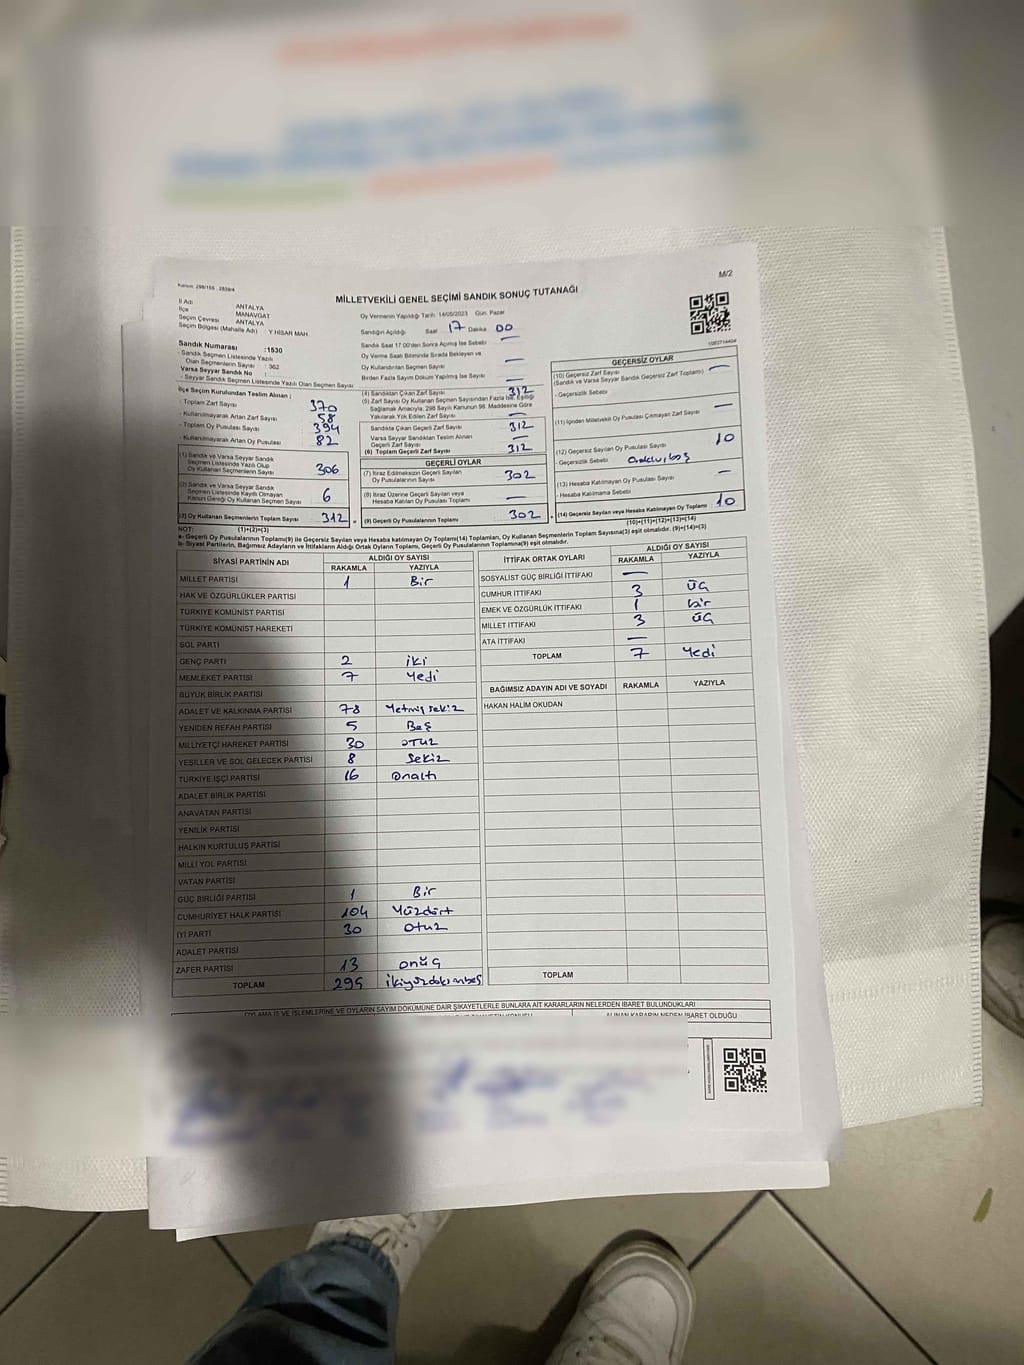 M/2
MİLLETVEKİLİ GENEL SEÇİMİ SANDIK SONUÇ TUTANAĞI
İl Adı : ANTALYA
İlçe : MANAVGAT
Seçim Çevresi : ANTALYA
Seçim Bölgesi (Mahalle Adı) : Y.HİSAR MAH.
Oy Vermenin Yapıldığı Tarih: 14/05/2023 Gün: Pazar
Sandığın Açıldığı Saat 17 Dakika 00
Sandık Saat 17:00'den Sonra Açılmış İse Sebebi —
Oy Verme Saati Bitiminde Sırada Bekleyen ve
Oy Kullandırılan Seçmen Sayısı —
Birden Fazla Sayım Döküm Yapılmış İse Sayısı —
Sandık Numarası : 1530
- Sandık Seçmen Listesinde Yazılı
Olan Seçmenlerin Sayısı : 362
Varsa Seyyar Sandık No :
- Seyyar Sandık Seçmen Listesinde Yazılı Olan Seçmen Sayısı
İlçe Seçim Kurulundan Teslim Alınan ;
- Toplam Zarf Sayısı 370
- Kullanılmayarak Artan Zarf Sayısı 58
- Toplam Oy Pusulası Sayısı 394
- Kullanılmayarak Artan Oy Pusulası 82
(1) Sandık ve Varsa Seyyar Sandık
Seçmen Listesinde Yazılı Olup
Oy Kullanan Seçmenlerin Sayısı 306
(2) Sandık ve Varsa Seyyar Sandık
Seçmen Listesinde Kayıtlı Olmayan
Kanun Gereği Oy Kullanan Seçmen Sayısı 6
(3) Oy Kullanan Seçmenlerin Toplam Sayısı 312
(1)+(2)=(3)
(4) Sandıktan Çıkan Zarf Sayısı 312
(5) Zarf Sayısı Oy Kullanan Seçmen Sayısından Fazla İse, Eşitliği
Sağlamak Amacıyla, 298 Sayılı Kanunun 98. Maddesine Göre
Yakılarak Yok Edilen Zarf Sayısı —
Sandıkta Çıkan Geçerli Zarf Sayısı 312
Varsa Seyyar Sandıktan Teslim Alınan
Geçerli Zarf Sayısı —
(6) Toplam Geçerli Zarf Sayısı 312
GEÇERLİ OYLAR
(7) İtiraz Edilmeksizin Geçerli Sayılan
Oy Pusulalarının Sayısı 302
(8) İtiraz Üzerine Geçerli Sayılan veya
Hesaba Katılan Oy Pusulası Toplamı —
(9) Geçerli Oy Pusulalarının Toplamı 302
GEÇERSİZ OYLAR
(10) Geçersiz Zarf Sayısı
(Sandık ve Varsa Seyyar Sandık Geçersiz Zarf Toplamı) —
- Geçersizlik Sebebi
(11) İçinden Milletvekili Oy Pusulası Çıkmayan Zarf Sayısı —
(12) Geçersiz Sayılan Oy Pusulası Sayısı 10
- Geçersizlik Sebebi
(13) Hesaba Katılmayan Oy Pusulası Sayısı —
- Hesaba Katılmama Sebebi
(14) Geçersiz Sayılan veya Hesaba Katılmayan Oy Toplamı : 10
(10)+(11)+(12)+(13)=(14)
NOT:
a- Geçerli Oy Pusulalarının Toplamı(9) ile Geçersiz Sayılan veya Hesaba katılmayan Oy Toplamı(14) Toplamları, Oy Kullanan Seçmenlerin Toplam Sayısına(3) eşit olmalıdır. (9)+(14)=(3)
b- Siyasi Partilerin, Bağımsız Adayların ve İttifakların Aldığı Ortak Oyların Toplamı, Geçerli Oy Pusulalarının Toplamına(9) eşit olmalıdır.
SİYASİ PARTİNİN ADI ALDIĞI OY SAYISI
RAKAMLA YAZIYLA
MİLLET PARTİSİ 1 Bir
HAK VE ÖZGÜRLÜKLER PARTİSİ
TÜRKİYE KOMÜNİST PARTİSİ
TÜRKİYE KOMÜNİST HAREKETİ
SOL PARTİ
GENÇ PARTİ 2 iki
MEMLEKET PARTİSİ 7 Yedi
BÜYÜK BİRLİK PARTİSİ
ADALET VE KALKINMA PARTİSİ 78 Yetmiş sekiz
YENİDEN REFAH PARTİSİ 5 Beş
MİLLİYETÇİ HAREKET PARTİSİ 30 otuz
YEŞİLLER VE SOL GELECEK PARTİSİ 8 Sekiz
TÜRKİYE İŞÇİ PARTİSİ 16 Onaltı
ADALET BİRLİK PARTİSİ
ANAVATAN PARTİSİ
YENİLİK PARTİSİ
HALKIN KURTULUŞ PARTİSİ
MİLLİ YOL PARTİSİ
VATAN PARTİSİ
GÜÇ BİRLİĞİ PARTİSİ 1 Bir
CUMHURİYET HALK PARTİSİ 104 Yüzdört
İYİ PARTİ 30 otuz
ADALET PARTİSİ
ZAFER PARTİSİ 13 onüç
TOPLAM 295 ikiyüzdoksanbeş
İTTİFAK ORTAK OYLARI ALDIĞI OY SAYISI
RAKAMLA YAZIYLA
SOSYALİST GÜÇ BİRLİĞİ İTTİFAKI —
CUMHUR İTTİFAKI 3 Üç
EMEK VE ÖZGÜRLÜK İTTİFAKI 1 bir
MİLLET İTTİFAKI 3 Üç
ATA İTTİFAKI —
TOPLAM 7 Yedi
BAĞIMSIZ ADAYIN ADI VE SOYADI RAKAMLA YAZIYLA
HAKAN HALİM OKUDAN
TOPLAM
OYLAMA İŞ VE İŞLEMLERİNE VE OYLARIN SAYIM DÖKÜMÜNE DAİR ŞİKAYETLERLE BUNLARA AİT KARARLARIN NELERDEN İBARET BULUNDUKLARI
ALINAN KARARIN NEDEN İBARET OLDUĞU